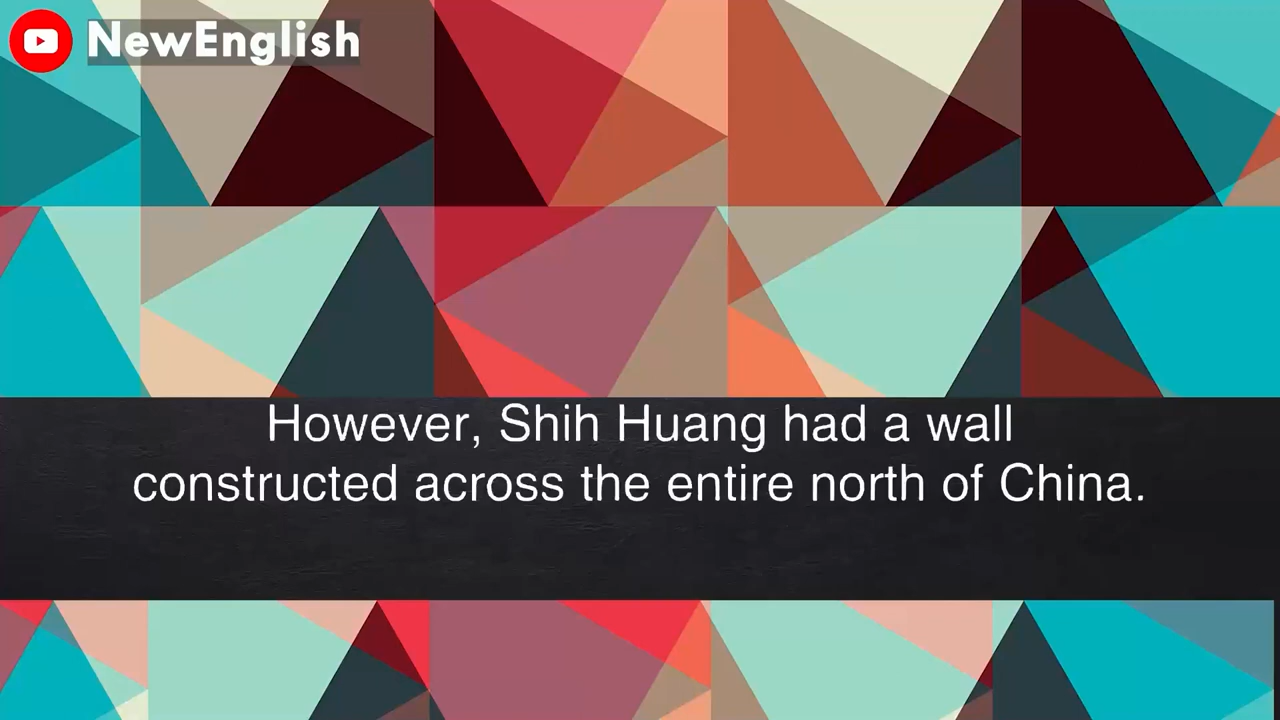 NewEnglish
However, Shih Huang had a wall
constructed across the entire north of China.